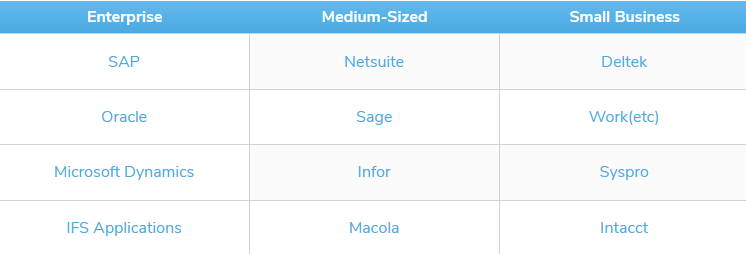 Enterprise Medium-Sized Small Business
SAP Netsuite Deltek
Oracle Sage Work(etc)
Microsoft Dynamics Infor Syspro
IFS Applications Macola Intacct